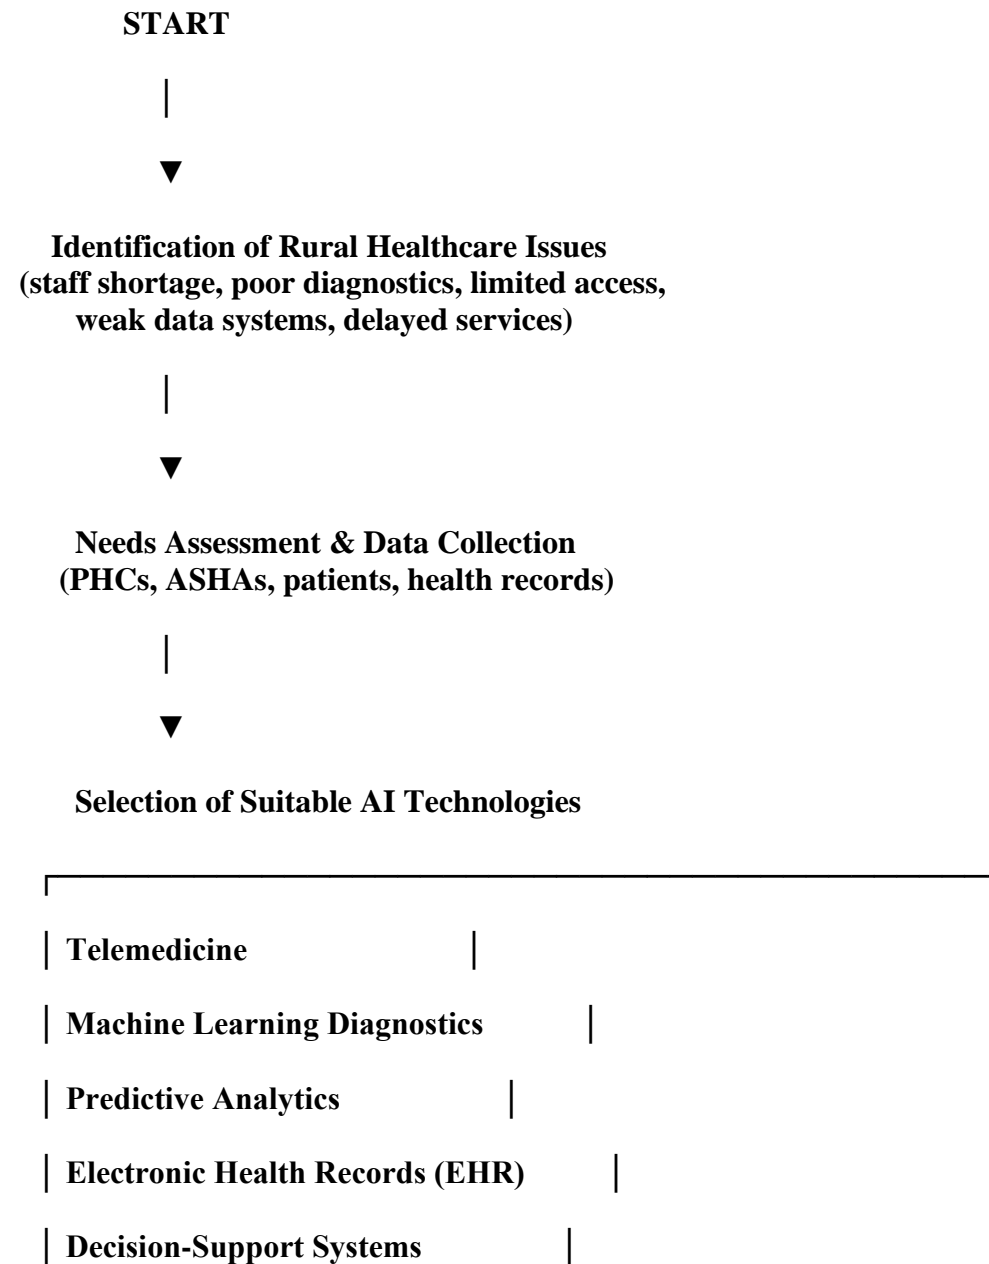 START
│
▼
Identification of Rural Healthcare Issues
(staff shortage, poor diagnostics, limited access,
weak data systems, delayed services)
│
▼
Needs Assessment & Data Collection
(PHCs, ASHAs, patients, health records)
│
▼
Selection of Suitable AI Technologies
┌──────────────────────────────
│ Telemedicine │
│ Machine Learning Diagnostics │
│ Predictive Analytics │
│ Electronic Health Records (EHR) │
│ Decision-Support Systems │